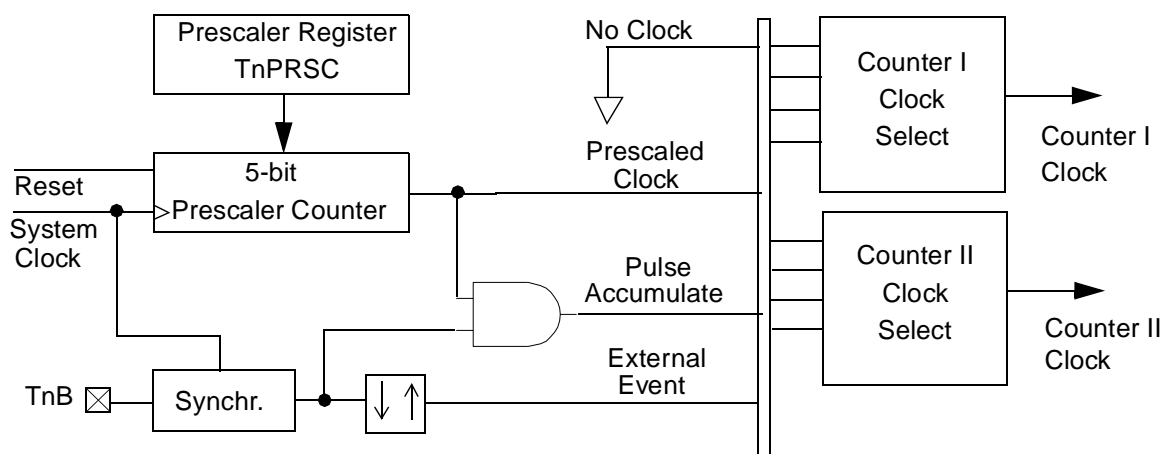 Prescaler Register
TnPRSC
5-bit
Prescaler Counter
Reset
System
Clock
TnB
Synchr.
No Clock
Prescaled
Clock
Pulse
Accumulate
External
Event
Counter I
Clock
Select
Counter I
Clock
Counter II
Clock
Select
Counter II
Clock